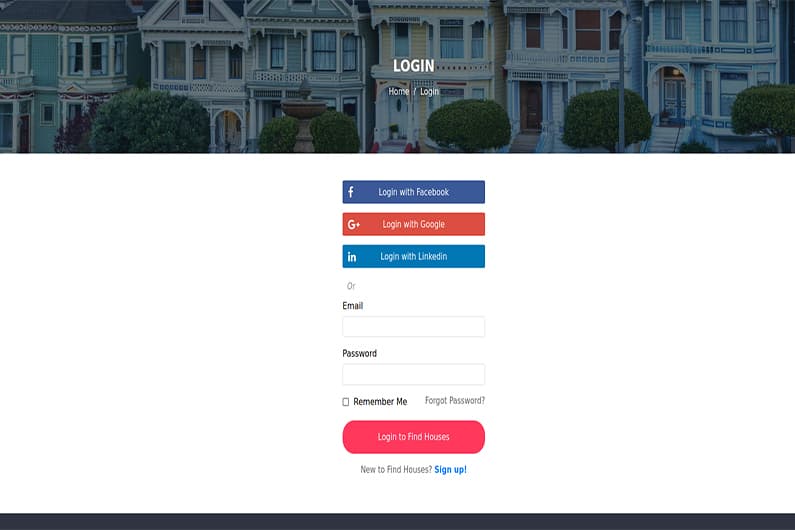 LOGIN
Home / Login
f Login with Facebook
G+ Login with Google
in Login with Linkedin
Or
Email
Password
Remember Me Forgot Password?
Login to Find Houses
New to Find Houses? Sign up!